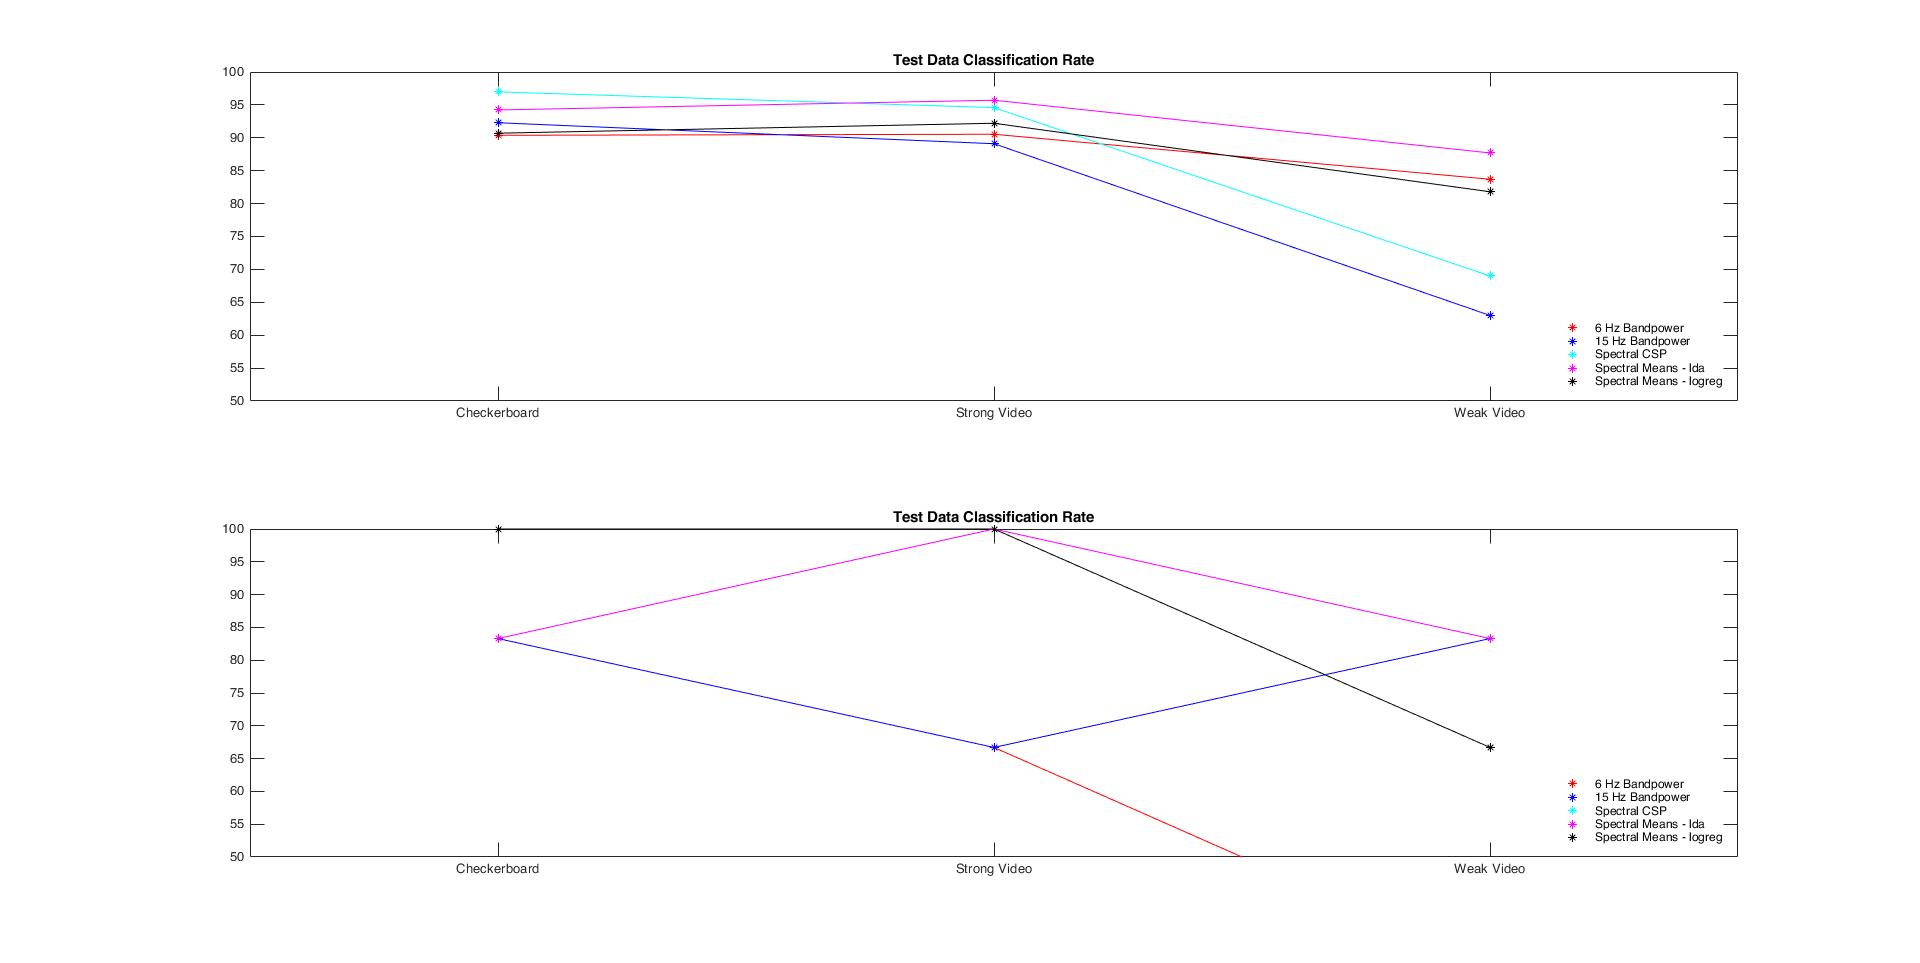 Test Data Classification Rate
100
95
90
85
80
75
70
65
60
55
50
Checkerboard Strong Video Weak Video
6 Hz Bandpower
15 Hz Bandpower
Spectral CSP
Spectral Means - lda
Spectral Means - logreg
Test Data Classification Rate
100
95
90
85
80
75
70
65
60
55
50
Checkerboard Strong Video Weak Video
6 Hz Bandpower
15 Hz Bandpower
Spectral CSP
Spectral Means - lda
Spectral Means - logreg